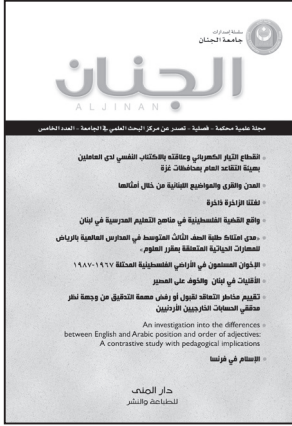 سلسلة إصدارات
جامعة الجنان
الجنان
ALJINAN
مجلة علمية محكمة - فصلية - تصدر عن مركز البحث العلمي في الجامعة - العدد الخامس
انقطاع التيار الكهربائي وعلاقته بالاكتئاب النفسي لدى العاملين
بهيئة التقاعد العام بمحافظات غزة
المدن والقرى والمواضيع اللبنانية من خلال أمثالها
لغتنا الزاخرة ذاخرة
واقع القضية الفلسطينية في مناهج التعليم المدرسية في لبنان
«مدى امتلاك طلبة الصف الثالث المتوسط في المدارس العالمية بالرياض
للمهارات الحياتية المتعلقة بمقرر العلوم»
الإخوان المسلمون في الأراضي الفلسطينية المحتلة ١٩٦٧-١٩٨٧
الأقليات في لبنان والخوف على المصير
تقييم مخاطر التعاقد لقبول أو رفض مهمة التدقيق من وجهة نظر
مدققي الحسابات الخارجيين الأردنيين
An investigation into the differences
between English and Arabic position and order of adjectives:
A contrastive study with pedagogical implications
الإسلام في فرنسا
دار المنى
للطباعة والنشر